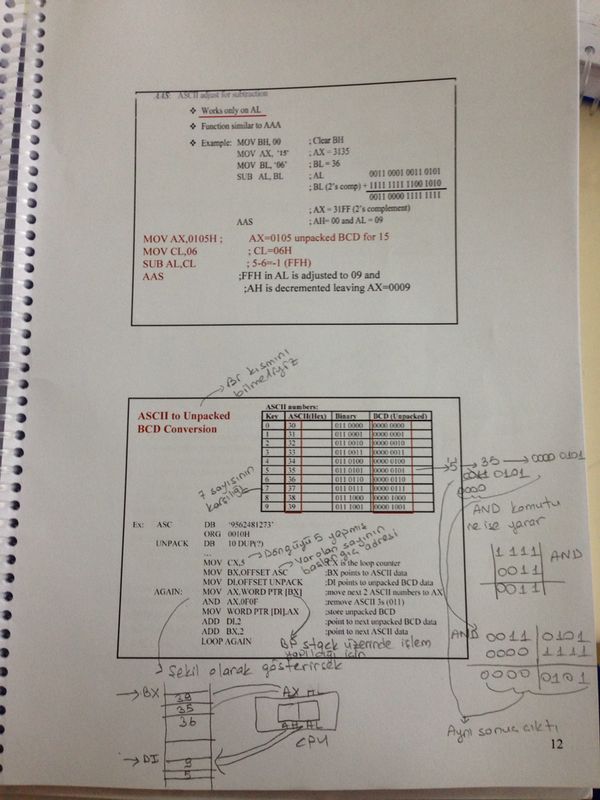 AAS: ASCII adjust for subtraction
❖ Works only on AL
❖ Function similar to AAA
❖ Example: MOV BH, 00 ; Clear BH
MOV AX, '15' ; AX = 3135
MOV BL, '06' ; BL = 36
SUB AL, BL ; AL 0011 0001 0011 0101
; BL (2's comp) + 1111 1111 1100 1010
0011 0000 1111 1111
; AX = 31FF (2's complement)
AAS ; AH= 00 and AL = 09
MOV AX,0105H ; AX=0105 unpacked BCD for 15
MOV CL,06 ; CL=06H
SUB AL,CL ; 5-6=-1 (FFH)
AAS ;FFH in AL is adjusted to 09 and
;AH is decremented leaving AX=0009
Br kısmını
bilmeliyiz
ASCII to Unpacked
BCD Conversion
ASCII numbers:
Key ASCII(Hex) Binary BCD (Unpacked)
0 30 011 0000 0000 0000
1 31 011 0001 0000 0001
2 32 011 0010 0000 0010
3 33 011 0011 0000 0011
4 34 011 0100 0000 0100
5 35 011 0101 0000 0101
6 36 011 0110 0000 0110
7 37 011 0111 0000 0111
8 38 011 1000 0000 1000
9 39 011 1001 0000 1001
7 sayısının
karşılığı
5 → 35 → 0000 0101
0011 0101
0000
AND komutu
ne işe yarar
1 1 1 1 AND
0 0 1 1
0 0 1 1
Ex: ASC DB '9562481273'
ORG 0010H
UNPACK DB 10 DUP(?)
...
Döngüyü 5 yapmış
var olan sayının
başlangıç adresi
MOV CX,5 ;CX is the loop counter
MOV BX,OFFSET ASC ;BX points to ASCII data
MOV DI,OFFSET UNPACK ;DI points to unpacked BCD data
AGAIN: MOV AX,WORD PTR [BX] ;move next 2 ASCII numbers to AX
AND AX,0F0F ;remove ASCII 3s (011)
MOV WORD PTR [DI],AX ;store unpacked BCD
ADD DI,2 ;point to next unpacked BCD data
ADD BX,2 ;point to next ASCII data
LOOP AGAIN
BP stack üzerinde işlem
yapıldığı için
AND 0011 0101
0000 1111
0000 0101
Aynı sonuç çıktı
Şekil olarak gösterirsek
BX
39
35
36
AX
AH AL
CPU
DI
9
5
12